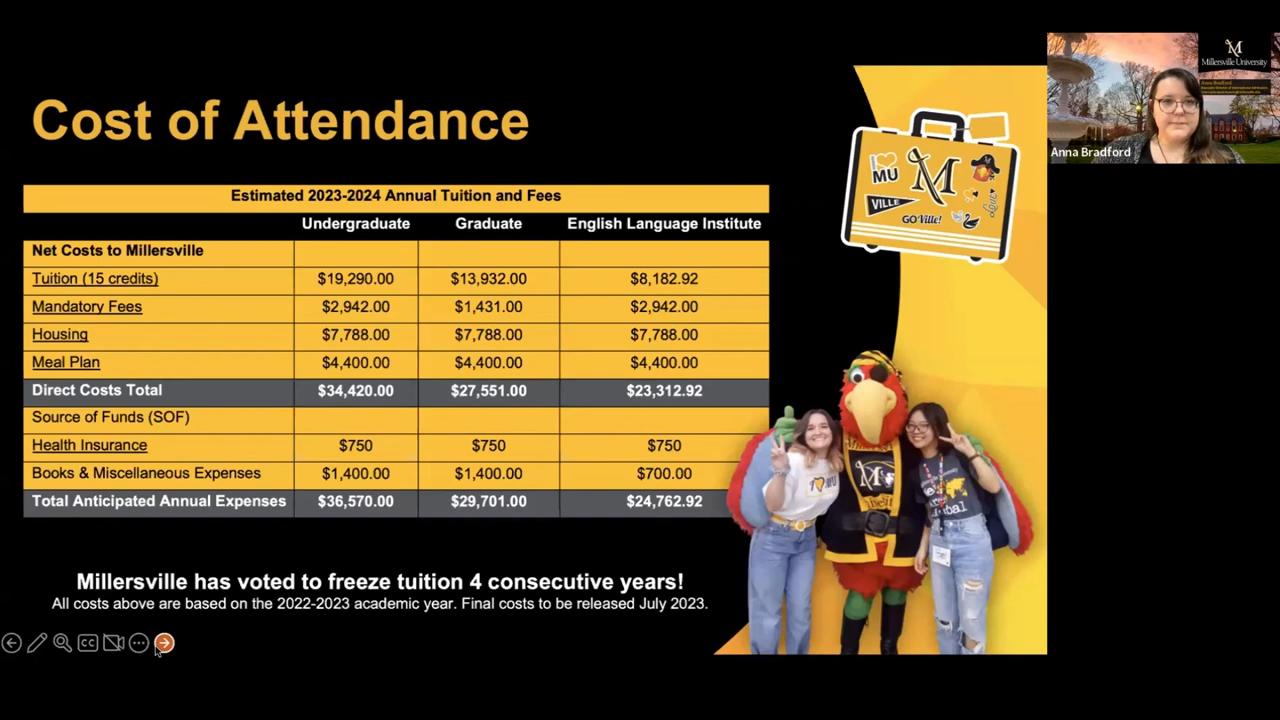 Cost of Attendance
Estimated 2023-2024 Annual Tuition and Fees
Undergraduate Graduate English Language Institute
Net Costs to Millersville
Tuition (15 credits) $19,290.00 $13,932.00 $8,182.92
Mandatory Fees $2,942.00 $1,431.00 $2,942.00
Housing $7,788.00 $7,788.00 $7,788.00
Meal Plan $4,400.00 $4,400.00 $4,400.00
Direct Costs Total $34,420.00 $27,551.00 $23,312.92
Source of Funds (SOF)
Health Insurance $750 $750 $750
Books & Miscellaneous Expenses $1,400.00 $1,400.00 $700.00
Total Anticipated Annual Expenses $36,570.00 $29,701.00 $24,762.92
Millersville has voted to freeze tuition 4 consecutive years!
All costs above are based on the 2022-2023 academic year. Final costs to be released July 2023.
CC
I
MU
M
VILLE
GO Ville!
LOVE
I MU
M
Millersville University
Anna Bradford
Anna Bradford